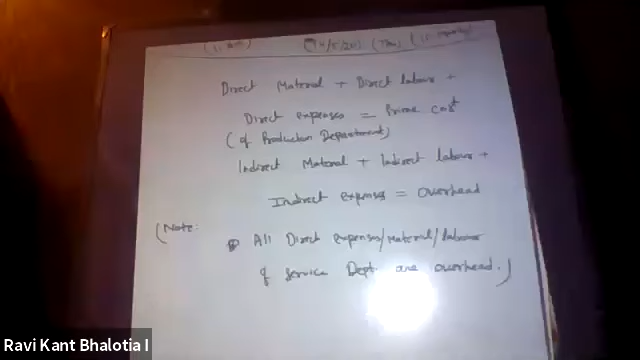 Direct Material + Direct labour +
Direct expenses = Prime cost
(of Production Department)
Indirect Material + Indirect labour +
Indirect expenses = Overhead
(Note:
All Direct expenses/Material/labour
of Service Dept. are overhead.)
Ravi Kant Bhalotia I